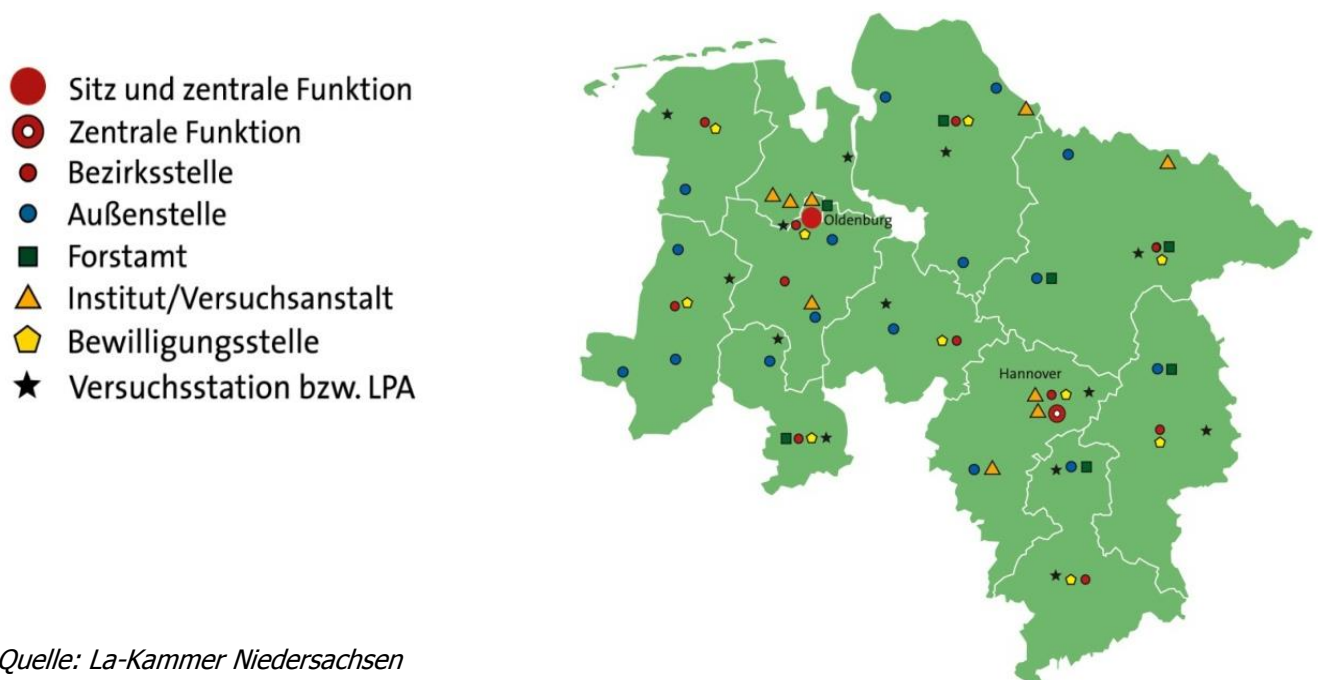 Sitz und zentrale Funktion
Zentrale Funktion
Bezirksstelle
Außenstelle
Forstamt
Institut/Versuchsanstalt
Bewilligungsstelle
Versuchsstation bzw. LPA
Oldenburg
Hannover
Quelle: La-Kammer Niedersachsen